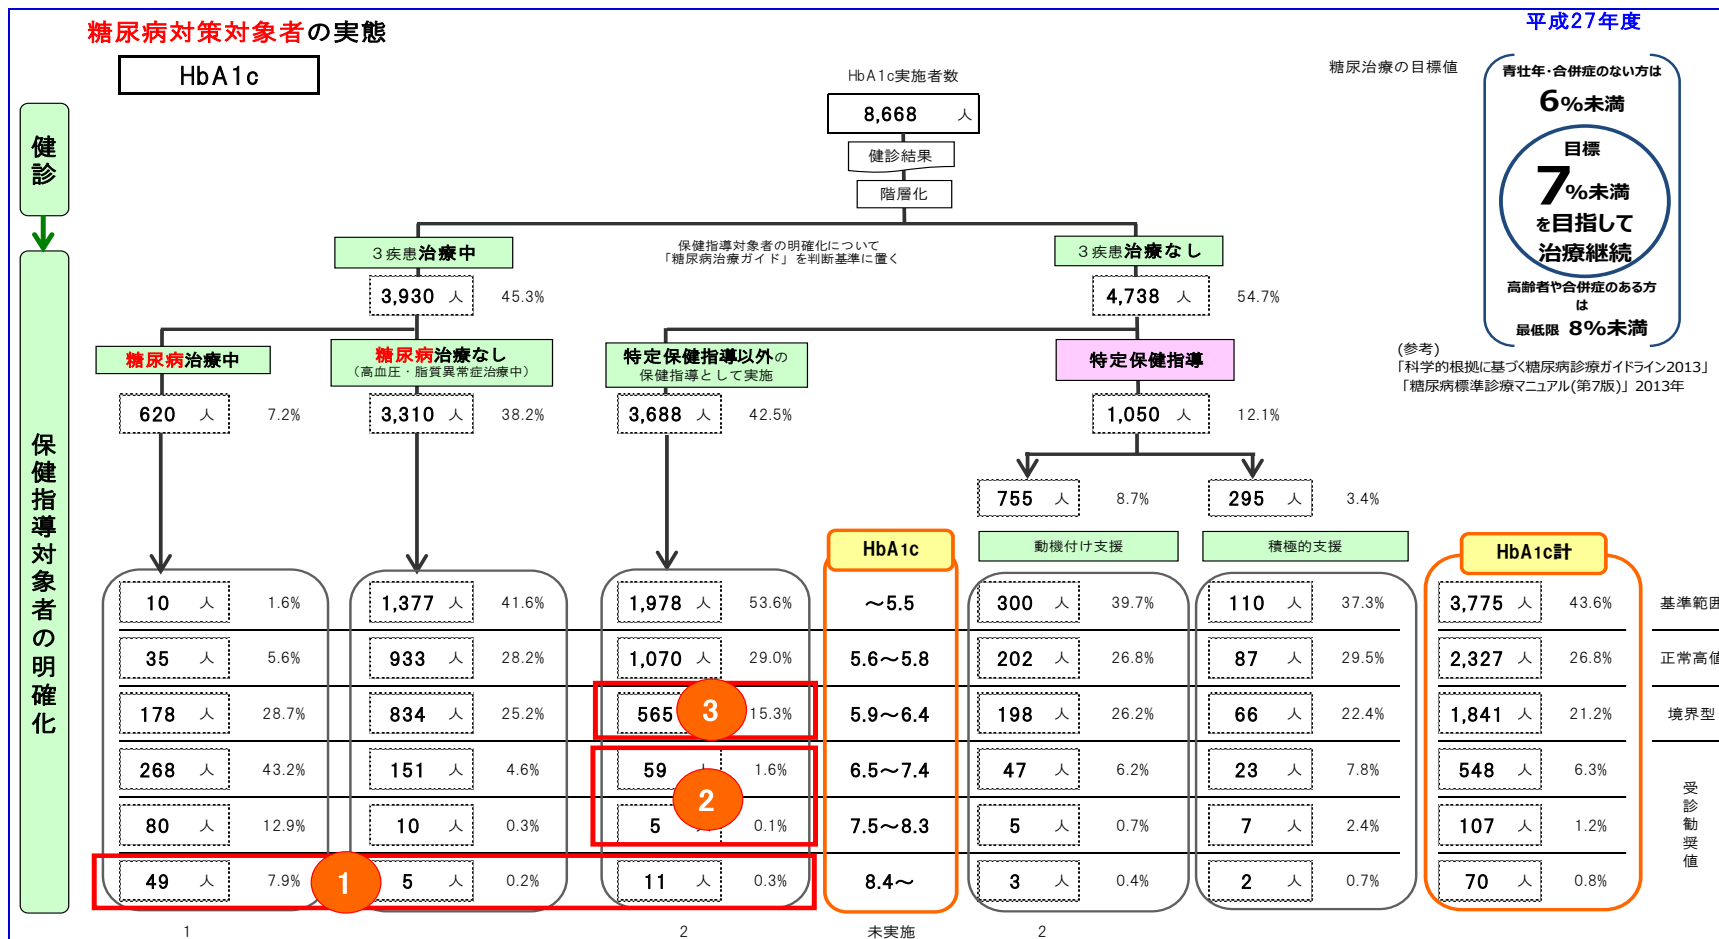 糖尿病対策対象者の実態
平成27年度
HbA1c
健診
保健指導対象者の明確化
HbA1c実施者数
8,668 人
健診結果
階層化
糖尿治療の目標値
青壮年・合併症のない方は
6%未満
目標
7%未満
を目指して
治療継続
高齢者や合併症のある方
は
最低限 8%未満
(参考)
「科学的根拠に基づく糖尿病診療ガイドライン2013」
「糖尿病標準診療マニュアル(第7版)」2013年
3疾患治療中
保健指導対象者の明確化について
「糖尿病治療ガイド」を判断基準に置く
3疾患治療なし
3,930 人 45.3%
4,738 人 54.7%
糖尿病治療中
糖尿病治療なし
(高血圧・脂質異常症治療中)
特定保健指導以外の
保健指導として実施
特定保健指導
620 人 7.2%
3,310 人 38.2%
3,688 人 42.5%
1,050 人 12.1%
755 人 8.7%
295 人 3.4%
HbA1c
動機付け支援
積極的支援
HbA1c計
10 人 1.6% 1,377 人 41.6% 1,978 人 53.6% ～5.5 300 人 39.7% 110 人 37.3% 3,775 人 43.6% 基準範囲
35 人 5.6% 933 人 28.2% 1,070 人 29.0% 5.6～5.8 202 人 26.8% 87 人 29.5% 2,327 人 26.8% 正常高値
178 人 28.7% 834 人 25.2% 565 3 15.3% 5.9～6.4 198 人 26.2% 66 人 22.4% 1,841 人 21.2% 境界型
268 人 43.2% 151 人 4.6% 59 人 1.6% 6.5～7.4 47 人 6.2% 23 人 7.8% 548 人 6.3%
2
受診勧奨値
80 人 12.9% 10 人 0.3% 5 人 0.1% 7.5～8.3 5 人 0.7% 7 人 2.4% 107 人 1.2%
49 人 7.9% 1 5 人 0.2% 11 人 0.3% 8.4～ 3 人 0.4% 2 人 0.7% 70 人 0.8%
1 2 未実施 2